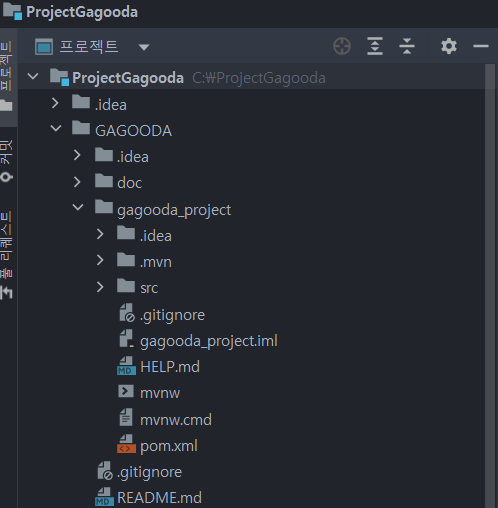 ProjectGagooda
프로젝트
프로젝트
ProjectGagooda C:₩ProjectGagooda
.idea
GAGOODA
.idea
커밋
doc
gagooda_project
풀 리퀘스트
.idea
.mvn
src
.gitignore
gagooda_project.iml
HELP.md
mvnw
mvnw.cmd
pom.xml
.gitignore
README.md